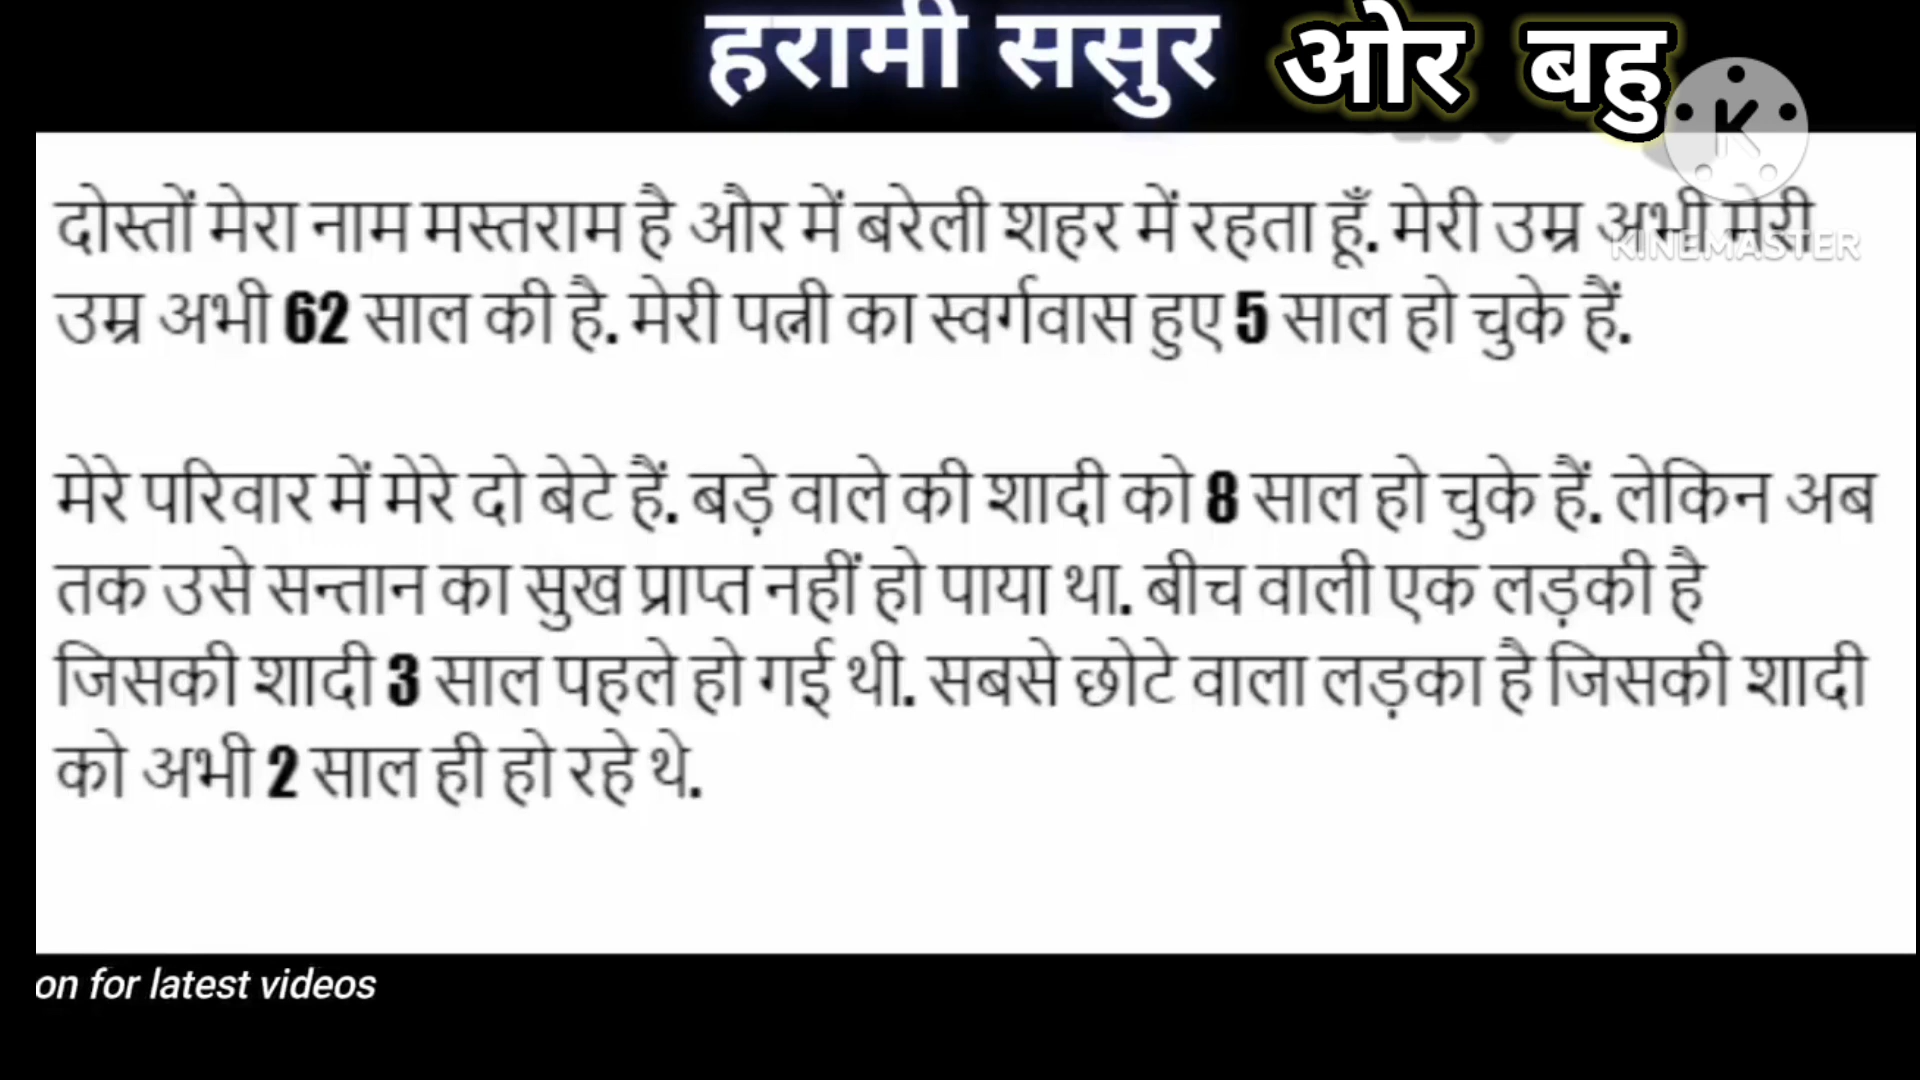 हरामी ससुर ओर बहु
दोस्तों मेरा नाम मस्तराम है और में बरेली शहर में रहता हूँ. मेरी उम्र अभी मेरी
उम्र अभी 62 साल की है. मेरी पत्नी का स्वर्गवास हुए 5 साल हो चुके हैं.
मेरे परिवार में मेरे दो बेटे हैं. बड़े वाले की शादी को 8 साल हो चुके हैं. लेकिन अब
तक उसे सन्तान का सुख प्राप्त नहीं हो पाया था. बीच वाली एक लड़की है
जिसकी शादी 3 साल पहले हो गई थी. सबसे छोटे वाला लड़का है जिसकी शादी
को अभी 2 साल ही हो रहे थे.
K
KINEMASTER
on for latest videos